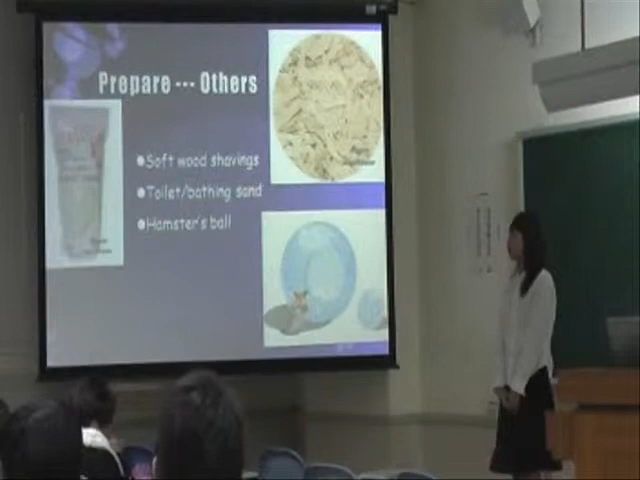 Prepare --- Others
●Soft wood shavings
●Toilet/bathing sand
●Hamster's ball